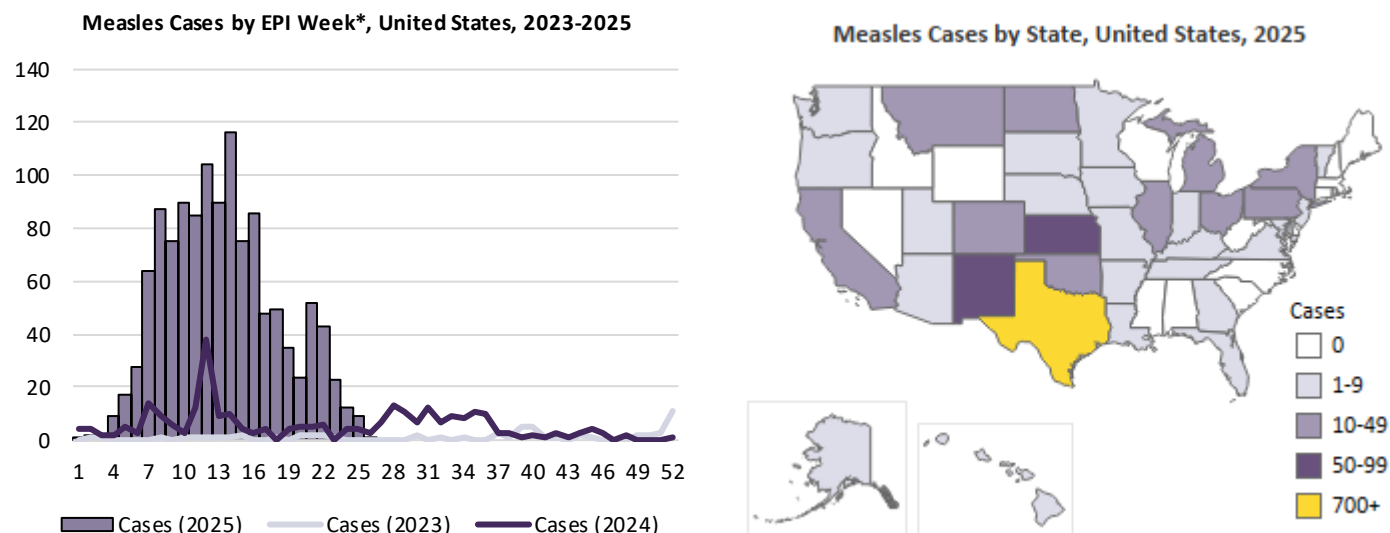 Measles Cases by EPI Week*, United States, 2023-2025
140
120
100
80
60
40
20
0
1 4 7 10 13 16 19 22 25 28 31 34 37 40 43 46 49 52
Cases (2025) Cases (2023) Cases (2024)
Measles Cases by State, United States, 2025
Cases
0
1-9
10-49
50-99
700+